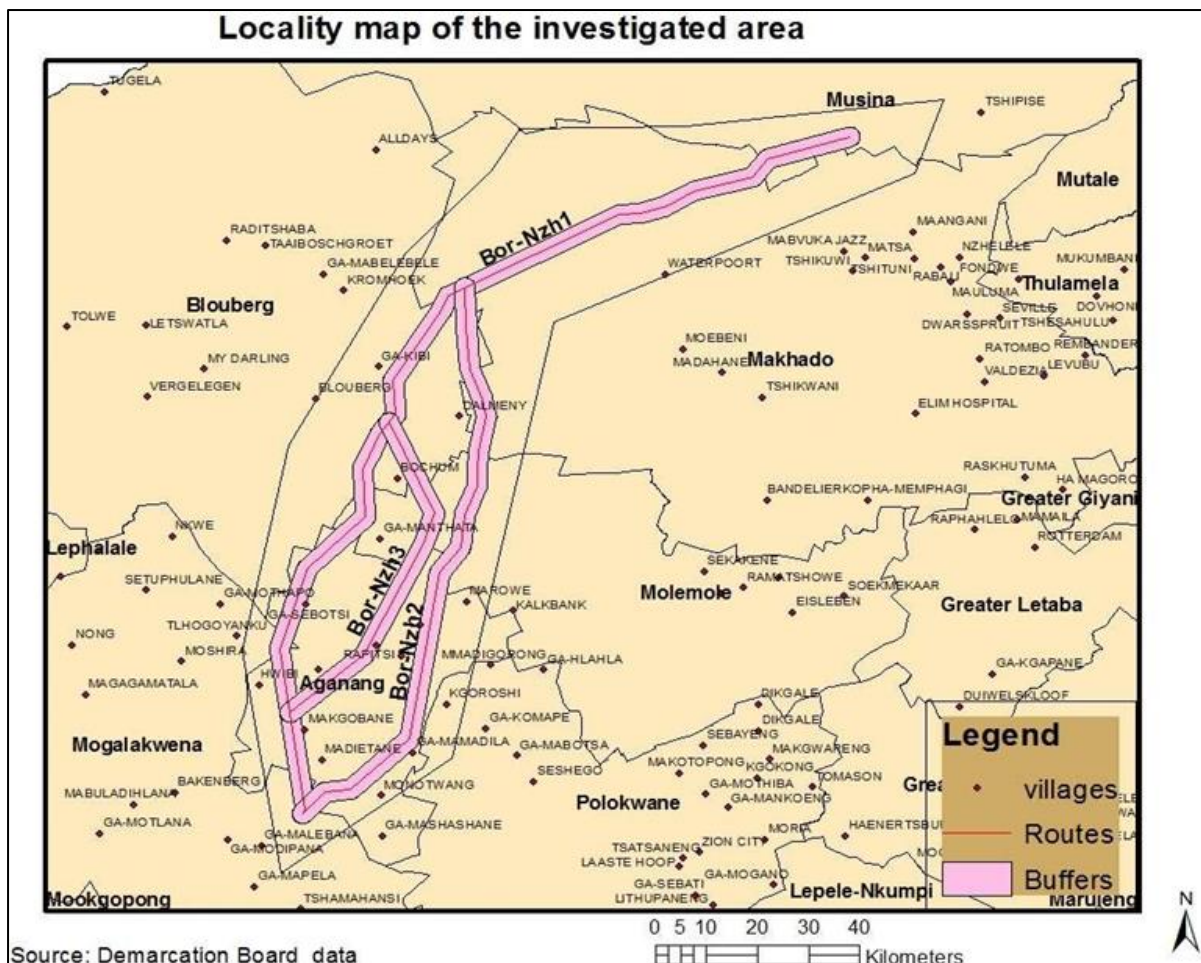 Locality map of the investigated area
TUGELA
Musina
TSHIPISE
ALLDAYS
Mutale
Bor-Nzh1
RADITSHABA
TAAIBOSCHGROET
MAANGANI
MABVUKA JAZZ
MATSA
NZHELELE
GA-MABELEBELE
WATERPOORT
TSHIKUWI
TSHITUNI
RABALI
FONDWE
MUKUMBANI
KROMHOEK
MAULUMA
Thulamela
Blouberg
DOVHONI
SEVILLE
TOLWE
LETSWATLA
DWARSSPRUIT
TSHESAHULU
MOEBENI
RATOMBO
REMBANDER
GA-KIBI
MY DARLING
MADAHANE
Makhado
VALDEZIA
LEVUBU
VERGELEGEN
BLOUBERG
TSHIKWANI
DALMENY
ELIM HOSPITAL
BOCHUM
RASKHUTUMA
HA MAGORO
BANDELIERKOP
HA-MEMPHAGI
Greater Giyani
NIKWE
GA-MANTHATA
RAPHAHLELO
MAMAILA
Lephalale
ROTTERDAM
SEKAKENE
SETUPHULANE
Molemole
RAMATSHOWE
SOEKMEKAAR
GA-MOTHAPO
MAROWE
KALKBANK
EISLEBEN
Greater Letaba
GA-SEBOTSI
Bor-Nzh3
Bor-Nzh2
TLHOGOYANKU
NONG
MOSHIRA
RAPITSI
MMADIGORONG
GA-HLAHLA
GA-KGAPANE
HWIBI
Aganang
MAGAGAMATALA
KGOROSHI
DIKGALE
DUIWELSKLOOF
MAKGOBANE
GA-KOMAPE
DIKGALE
Mogalakwena
MADIETANE
GA-MAMADILA
GA-MABOTSA
SEBAYENG
MAKGWARENG
Legend
MAKOTOPONG
KGOKONG
BAKENBERG
MONOTWANG
SESHEGO
GA-MOTHIBA
TOMASON
villages
MABULADIHLANA
Polokwane
GA-MANKOENG
GA-MOTLANA
GA-MALEBANA
GA-MASHASHANE
MORIA
HAENERTSBU
Routes
GA-MODIPANA
TSATSANENG
ZION CITY
LAASTE HOOP
GA-MAPELA
GA-MOGANO
Buffers
GA-SEBATI
Lepele-Nkumpi
Mookgopong
TSHAMAHANSI
LITHUPANENG
Maruleng
0 5 10 20 30 40
Kilometers
N
Source: Demarcation Board data